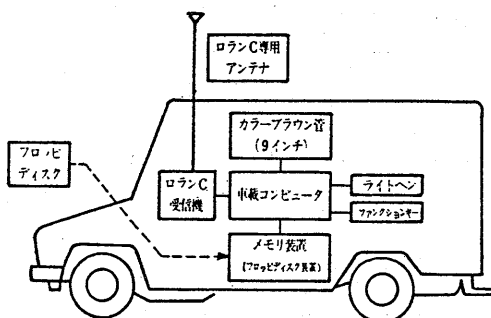 ロランC専用
アンテナ
カラーブラウン管
(9インチ)
フロッピ
ディスク
ロランC
受信機
車載コンピュータ
ライトペン
ファンクションキー
メモリ装置
(フロッピディスク装置)